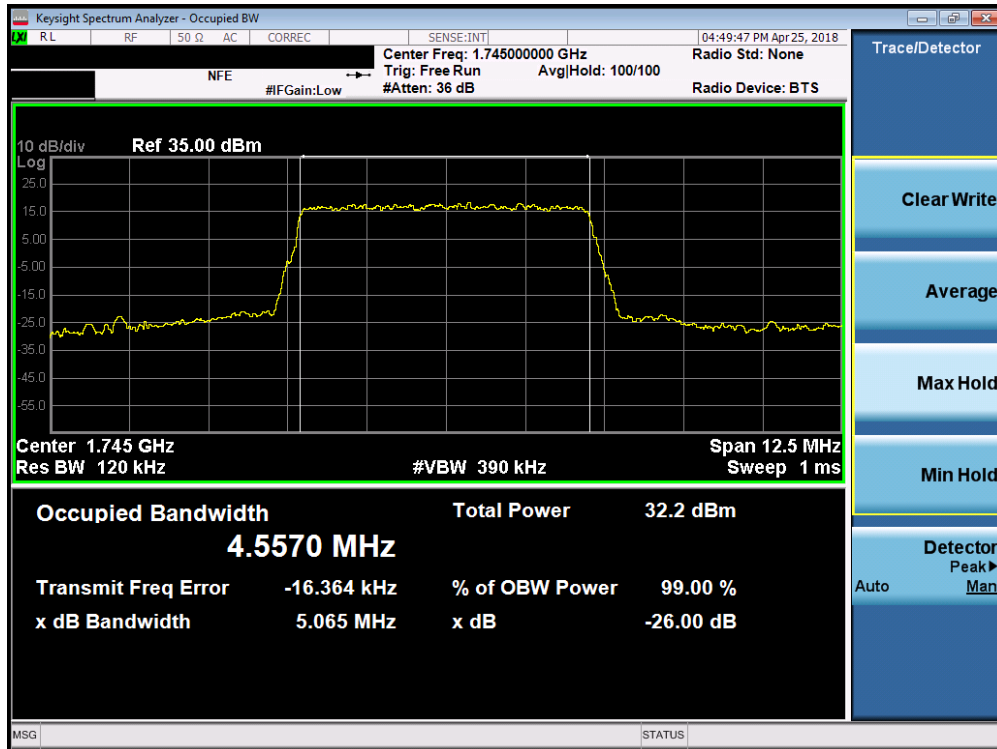 Keysight Spectrum Analyzer - Occupied BW
LXI RL RF 50 Ω AC CORREC SENSE:INT 04:49:47 PM Apr 25, 2018
Center Freq: 1.745000000 GHz Radio Std: None
NFE Trig: Free Run Avg|Hold: 100/100
#IFGain:Low #Atten: 36 dB Radio Device: BTS
10 dB/div Ref 35.00 dBm
Log
25.0
15.0
5.00
-5.00
-15.0
-25.0
-35.0
-45.0
-55.0
Center 1.745 GHz Span 12.5 MHz
Res BW 120 kHz #VBW 390 kHz Sweep 1 ms
Occupied Bandwidth Total Power 32.2 dBm
4.5570 MHz
Transmit Freq Error -16.364 kHz % of OBW Power 99.00 %
x dB Bandwidth 5.065 MHz x dB -26.00 dB
MSG STATUS
Trace/Detector
Clear Write
Average
Max Hold
Min Hold
Detector
Peak▶
Auto Man